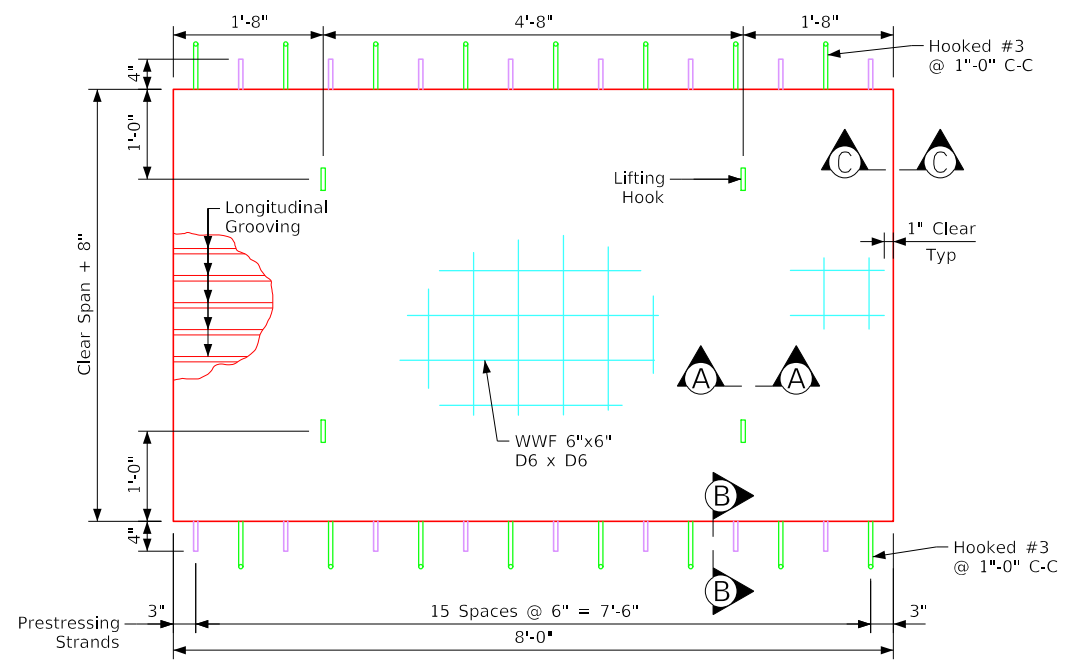 1'-8"
4'-8"
1'-8"
Hooked #3
@ 1"-0" C-C
4"
1'-0"
C
C
Lifting
Hook
Longitudinal
Grooving
1" Clear
Typ
Clear Span + 8"
A
A
WWF 6"x6"
D6 x D6
1'-0"
B
4"
Hooked #3
@ 1"-0" C-C
B
3"
15 Spaces @ 6" = 7'-6"
3"
Prestressing
Strands
8'-0"